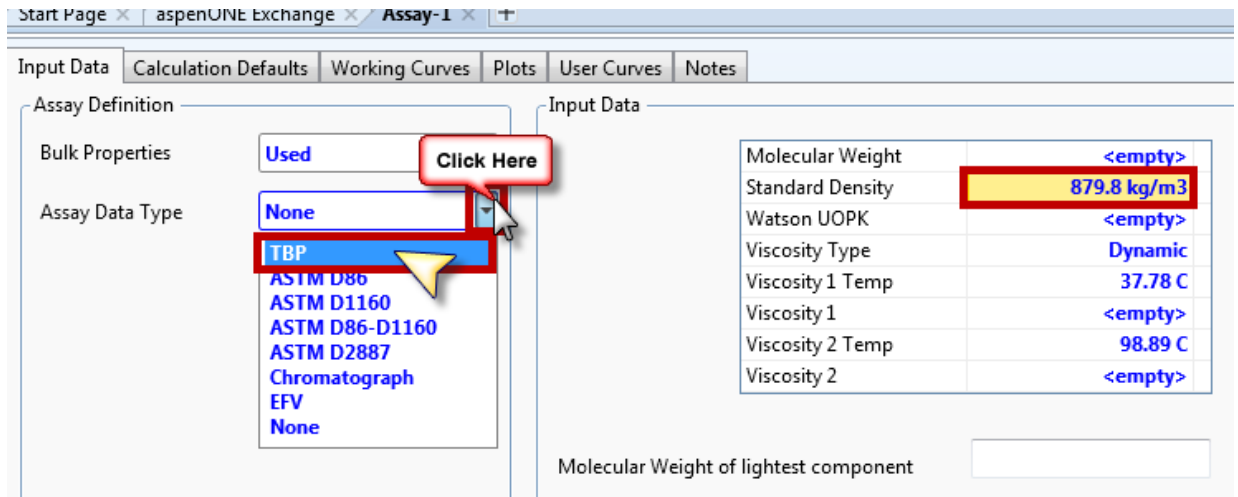 Start Page × aspenONE Exchange × Assay-1 × +
Input Data Calculation Defaults Working Curves Plots User Curves Notes
Assay Definition
Bulk Properties Used
Click Here
Assay Data Type None
TBP
ASTM D86
ASTM D1160
ASTM D86-D1160
ASTM D2887
Chromatograph
EFV
None
Input Data
Molecular Weight <empty>
Standard Density 879.8 kg/m3
Watson UOPK <empty>
Viscosity Type Dynamic
Viscosity 1 Temp 37.78 C
Viscosity 1 <empty>
Viscosity 2 Temp 98.89 C
Viscosity 2 <empty>
Molecular Weight of lightest component